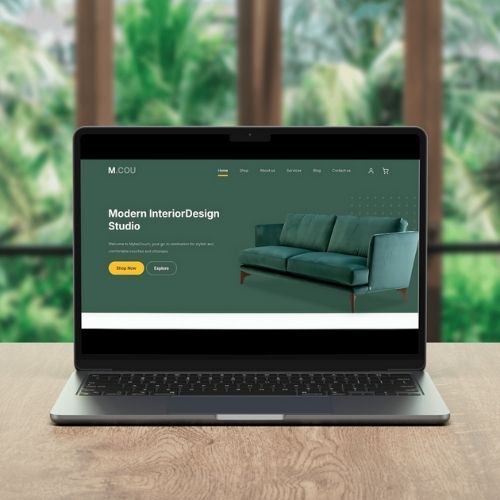 M.COU
Home Shop About us Services Blog Contact us
Modern InteriorDesign
Studio
Welcome to
your go-to destination for stylish and
comfortable couches and ottomans.
Shop Now Explore